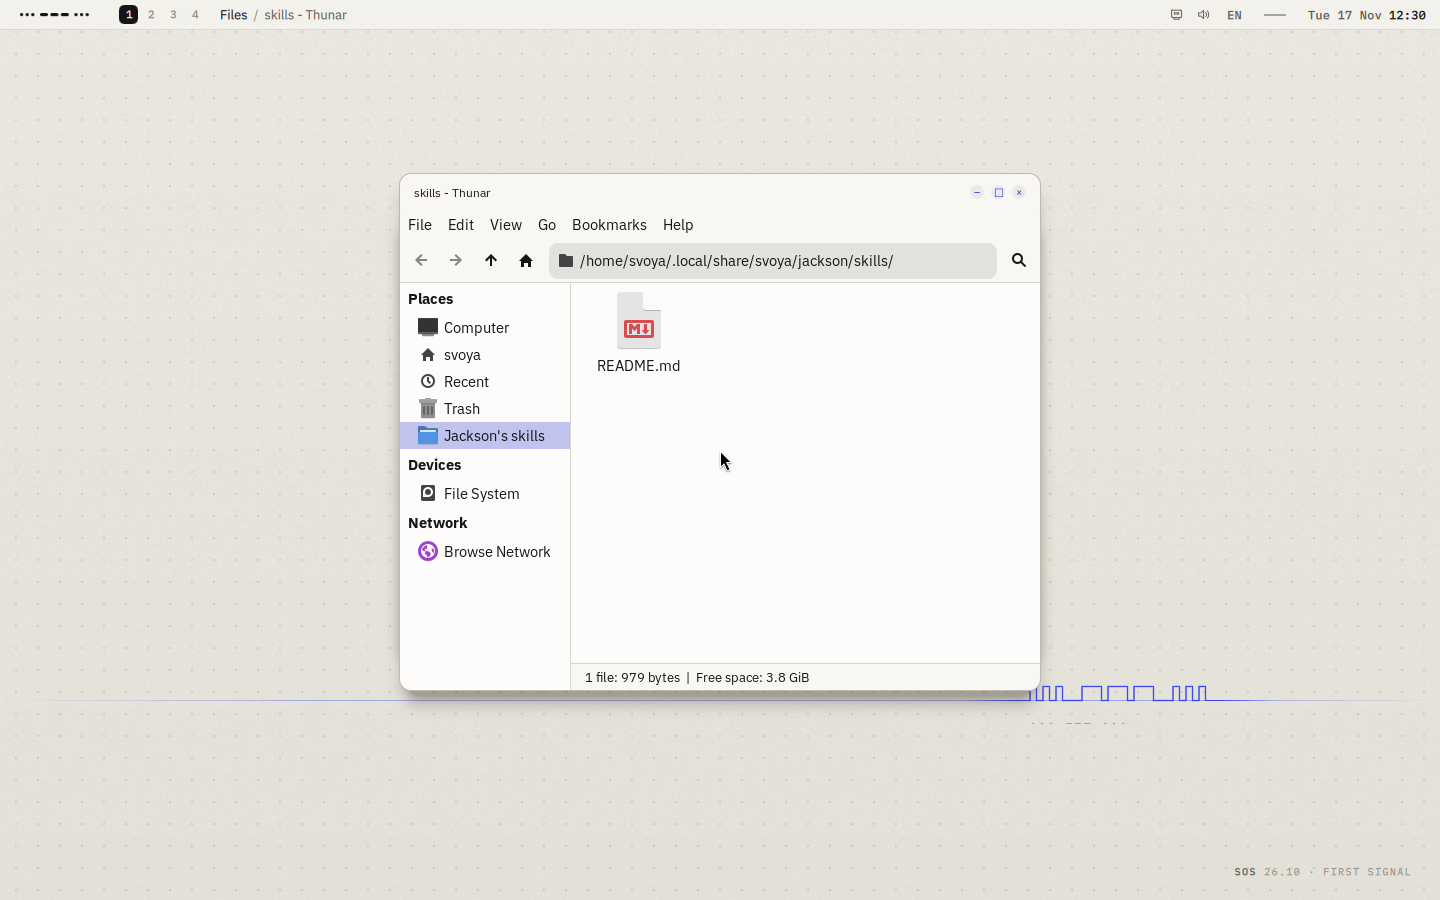 1 2 3 4 Files / skills - Thunar EN Tue 17 Nov 12:30
skills - Thunar
File Edit View Go Bookmarks Help
/home/svoya/.local/share/svoya/jackson/skills/
Places
Computer
svoya
Recent
Trash
Jackson's skills
Devices
File System
Network
Browse Network
README.md
1 file: 979 bytes | Free space: 3.8 GiB
SOS 26.10 · FIRST SIGNAL